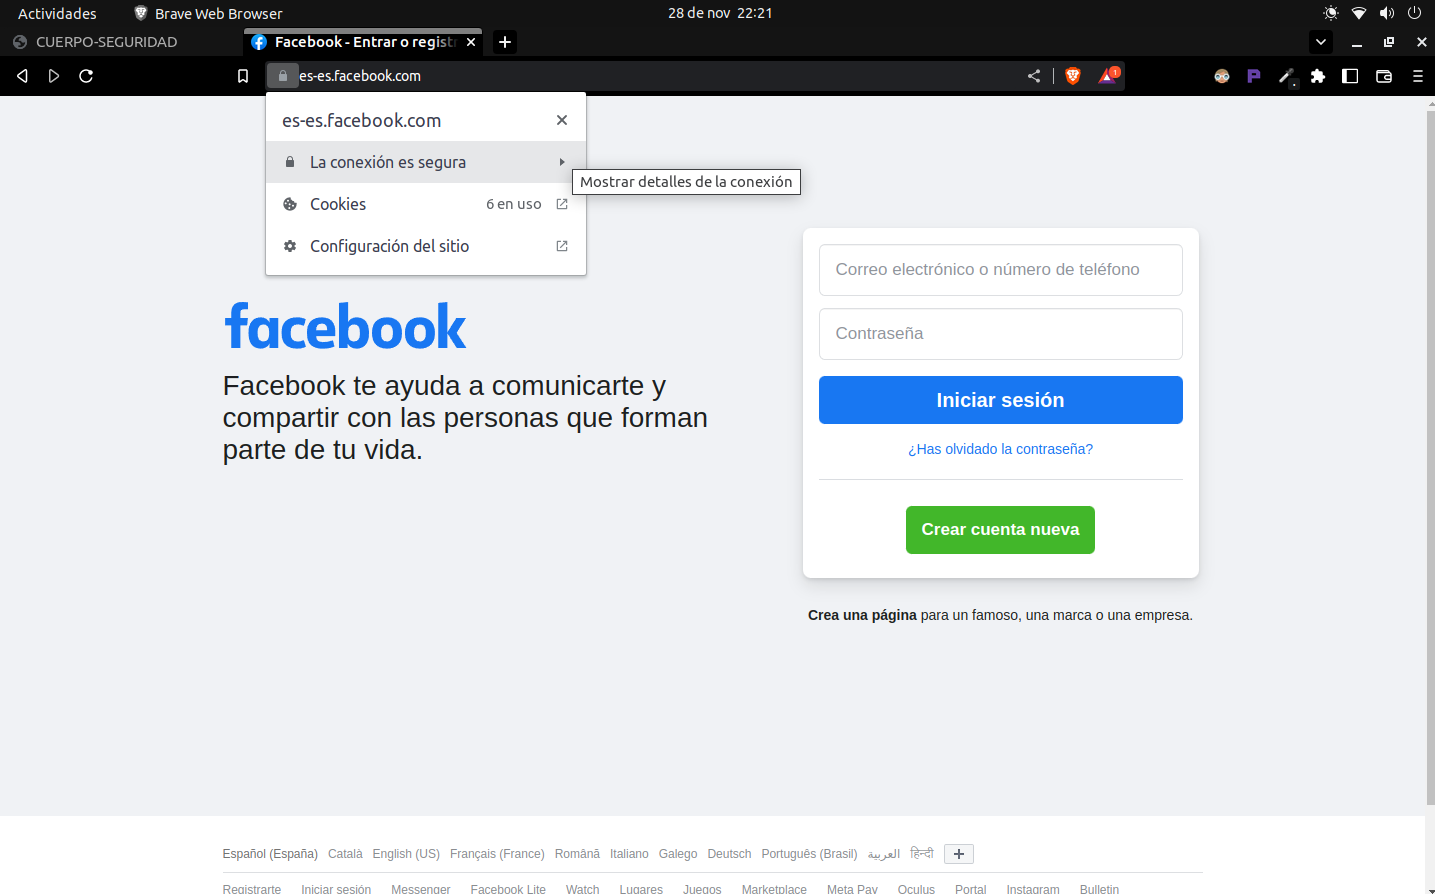 Actividades Brave Web Browser 28 de nov 22:21
CUERPO-SEGURIDAD Facebook - Entrar o registr
es-es.facebook.com 1
es-es.facebook.com
La conexión es segura
Mostrar detalles de la conexión
Cookies 6 en uso
Configuración del sitio
facebook
Facebook te ayuda a comunicarte y
compartir con las personas que forman
parte de tu vida.
Correo electrónico o número de teléfono
Contraseña
Iniciar sesión
¿Has olvidado la contraseña?
Crear cuenta nueva
Crea una página para un famoso, una marca o una empresa.
Español (España) Català English (US) Français (France) Română Italiano Galego Deutsch Português (Brasil) العربية हिन्दी
Registrarte Iniciar sesión Messenger Facebook Lite Watch Lugares Juegos Marketplace Meta Pay Oculus Portal Instagram Bulletin